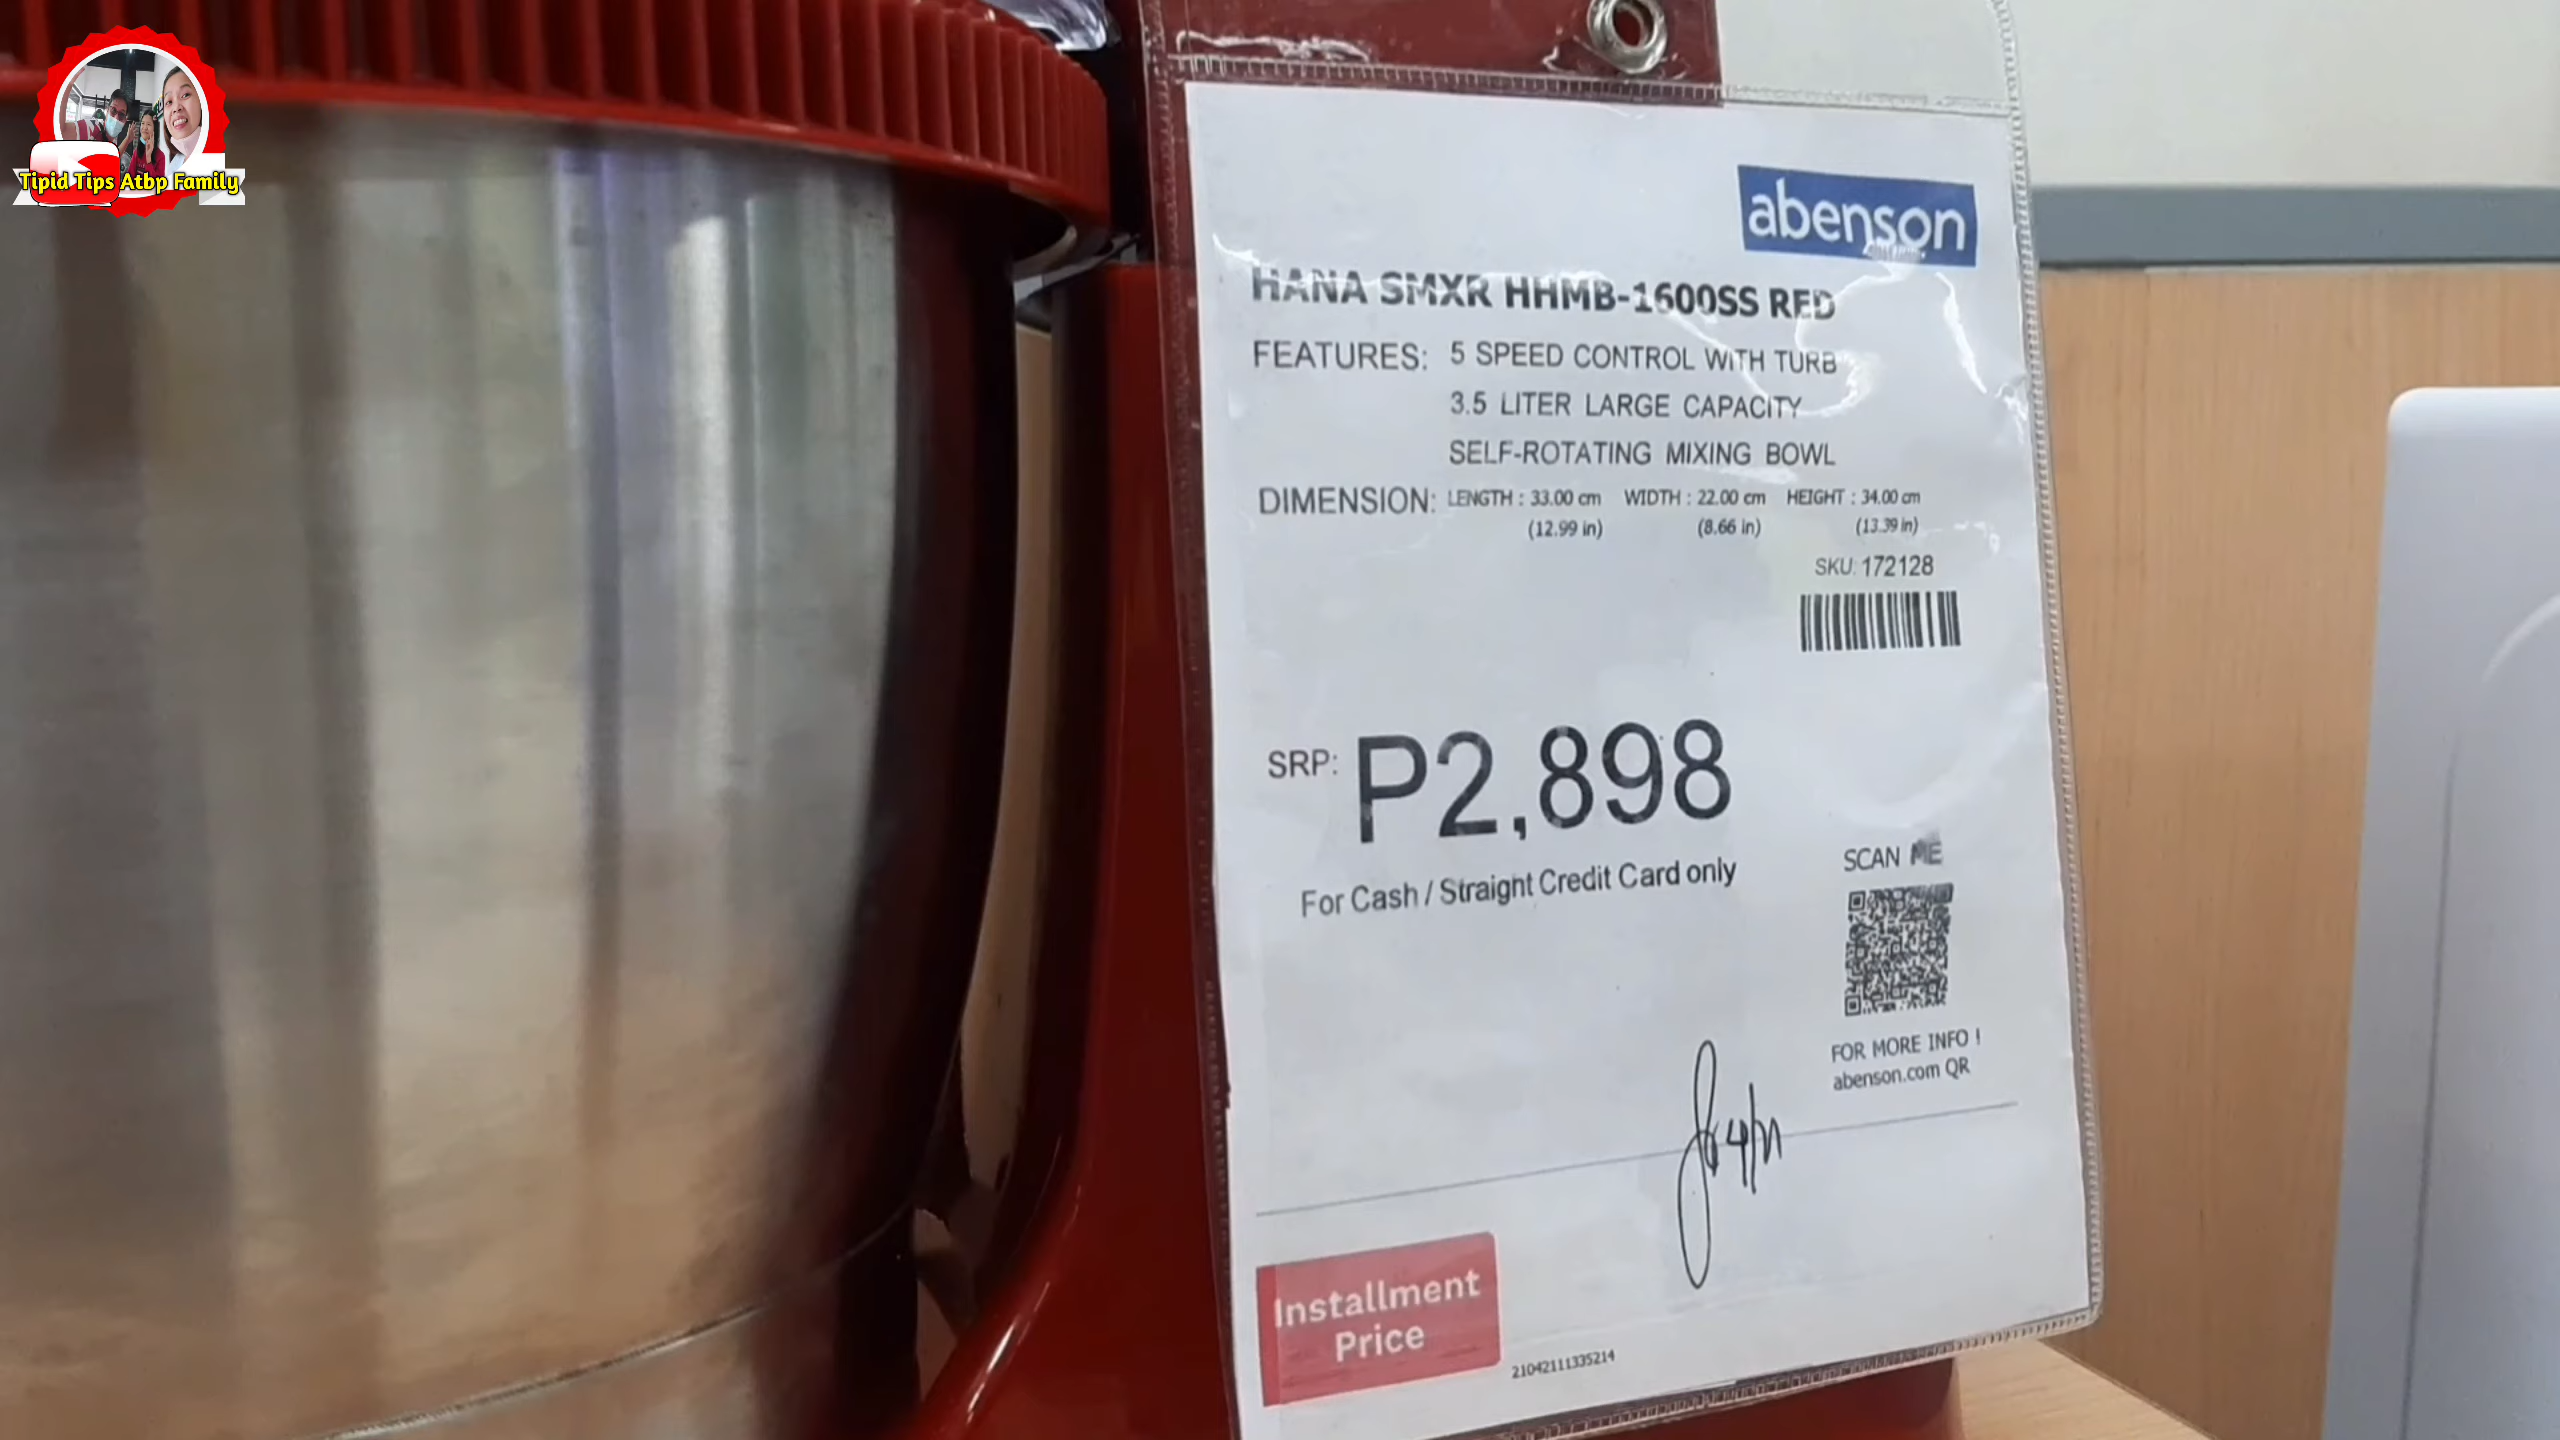 Tipid Tips Atbp Family
abenson
HANA SMXR HHMB-1600SS RED
FEATURES: 5 SPEED CONTROL WITH TURB
3.5 LITER LARGE CAPACITY
SELF-ROTATING MIXING BOWL
DIMENSION: LENGTH : 33.00 cm WIDTH : 22.00 cm HEIGHT : 34.00 cm
(12.99 in) (8.66 in) (13.39 in)
SKU: 172128
SRP: P2,898
For Cash / Straight Credit Card only
SCAN ME
FOR MORE INFO !
abenson.com QR
Installment
Price
21042111335214